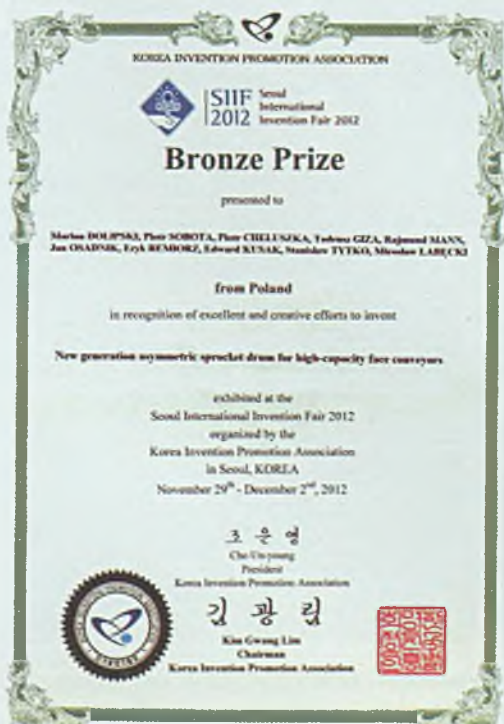 KOREA INVENTION PROMOTION ASSOCIATION
SIIF 2012
Seoul International Invention Fair 2012
Bronze Prize
presented to
Marian DOLIPSKI, Piotr SOBOTA, Piotr CHELUSZKA, Tadeusz GIZA, Rajmund MANN,
Jan OSADNIK, Eryk REMIORZ, Edward KUSAK, Stanisław TYTKO, Mirosław ŁABĘCKI
from Poland
in recognition of excellent and creative efforts to invent
New generation asymmetric sprocket drum for high-capacity face conveyors
exhibited at the
Seoul International Invention Fair 2012
organized by the
Korea Invention Promotion Association
in Seoul, KOREA
November 29th - December 2nd, 2012
조은영
Cho Un-young
President
Korea Invention Promotion Association
김광림
Kim Gwang Lim
Chairman
Korea Invention Promotion Association